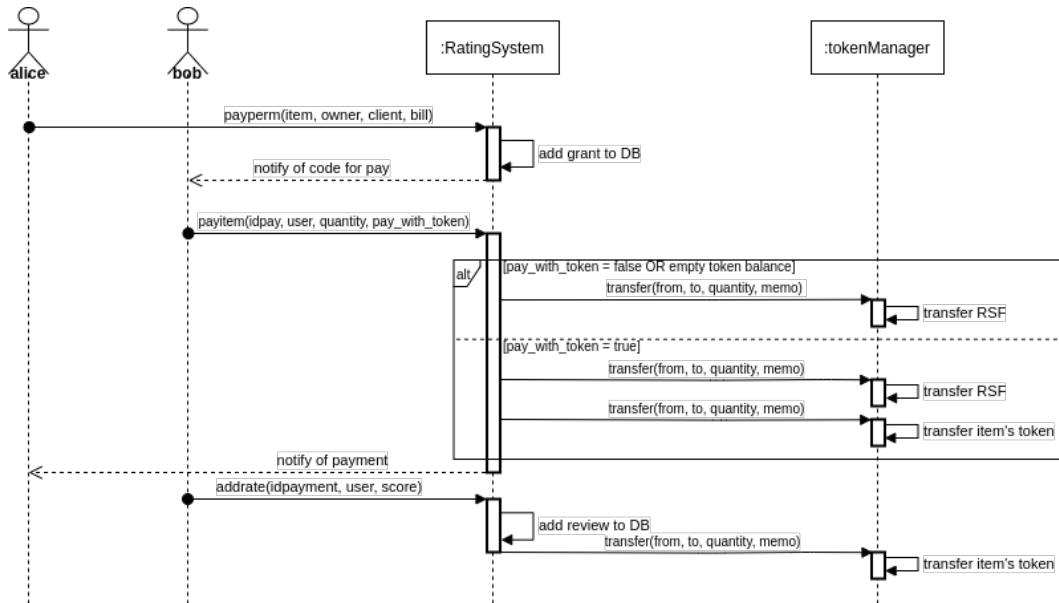 alice
bob
:RatingSystem
:tokenManager
payperm(item, owner, client, bill)
add grant to DB
notify of code for pay
payitem(idpay, user, quantity, pay_with_token)
alt
[pay_with_token = false OR empty token balance]
transfer(from, to, quantity, memo)
transfer RSF
[pay_with_token = true]
transfer(from, to, quantity, memo)
transfer RSF
transfer(from, to, quantity, memo)
transfer item's token
notify of payment
addrate(idpayment, user, score)
add review to DB
transfer(from, to, quantity, memo)
transfer item's token